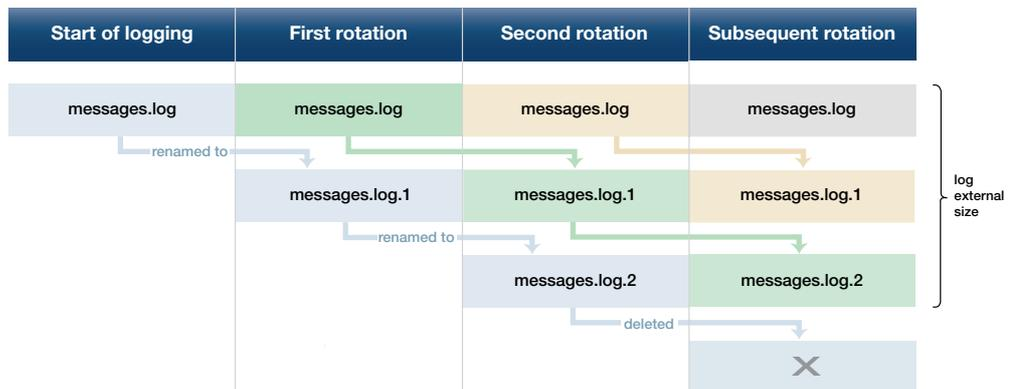 Start of logging
First rotation
Second rotation
Subsequent rotation
messages.log
messages.log
messages.log
messages.log
renamed to
messages.log.1
messages.log.1
messages.log.1
renamed to
messages.log.2
messages.log.2
deleted
X
log
external
size